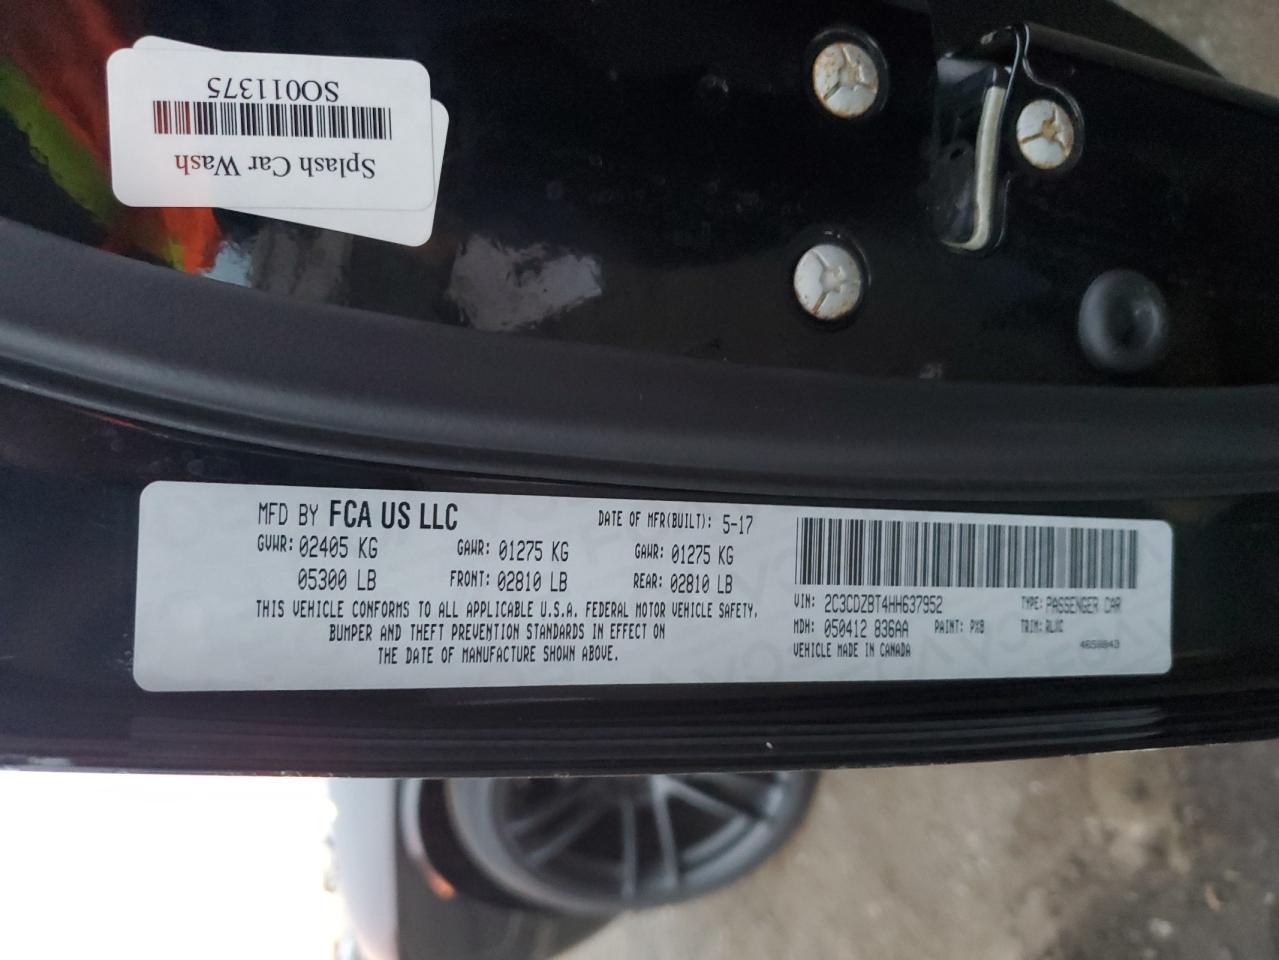 Splash Car Wash
SO011375
MFD BY FCA US LLC
DATE OF MFR(BUILT): 5-17
GVWR: 02405 KG GAWR: 01275 KG GAWR: 01275 KG
05300 LB FRONT: 02810 LB REAR: 02810 LB
THIS VEHICLE CONFORMS TO ALL APPLICABLE U.S.A. FEDERAL MOTOR VEHICLE SAFETY,
BUMPER AND THEFT PREVENTION STANDARDS IN EFFECT ON
THE DATE OF MANUFACTURE SHOWN ABOVE.
VIN: 2C3CDZBT4HH637952 TYPE: PASSENGER CAR
MDH: 050412 836AA PAINT: PX8 TRIM: RLXC
VEHICLE MADE IN CANADA